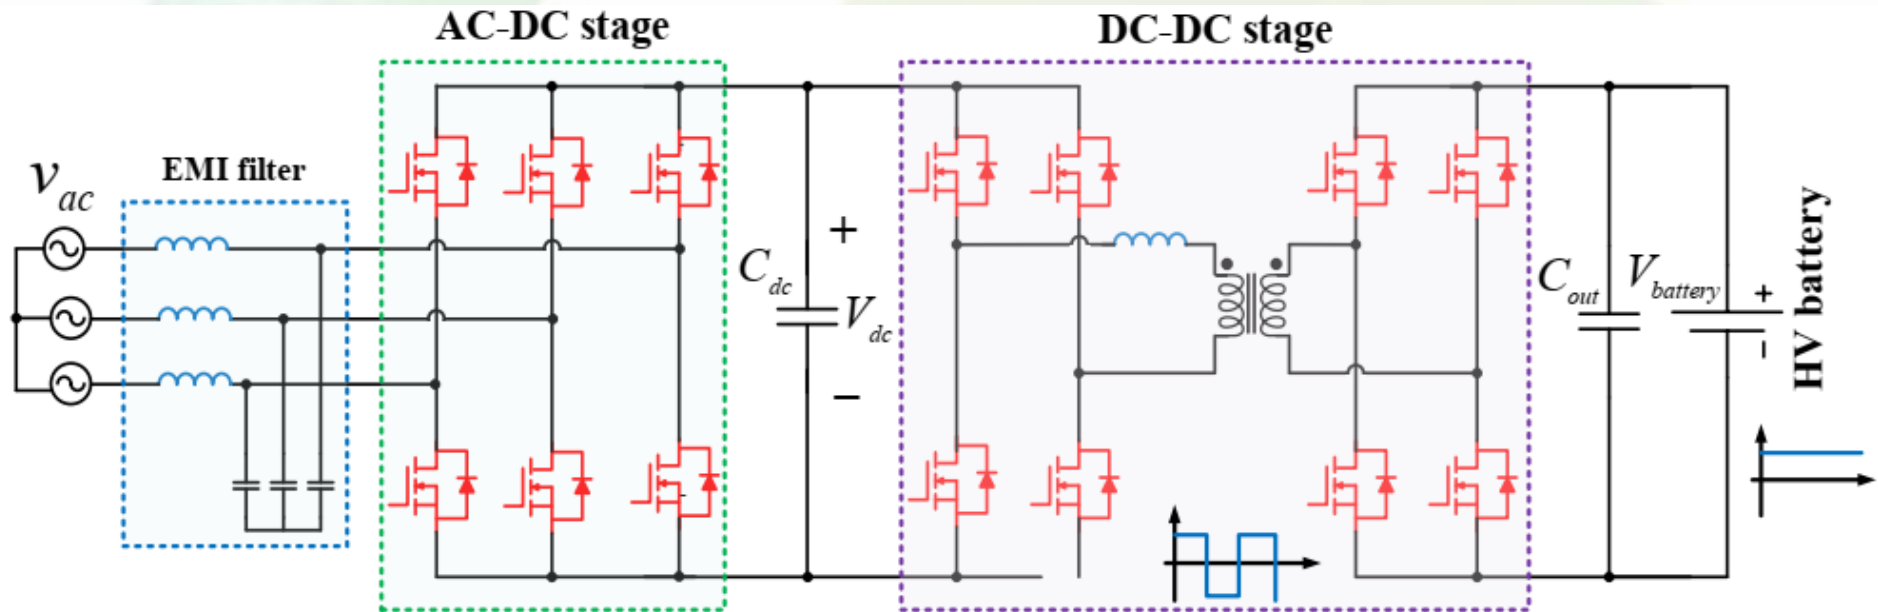 AC-DC stage
DC-DC stage
EMI filter
v_ac
C_dc
+
V_dc
−
C_out
V_battery
+
−
HV battery